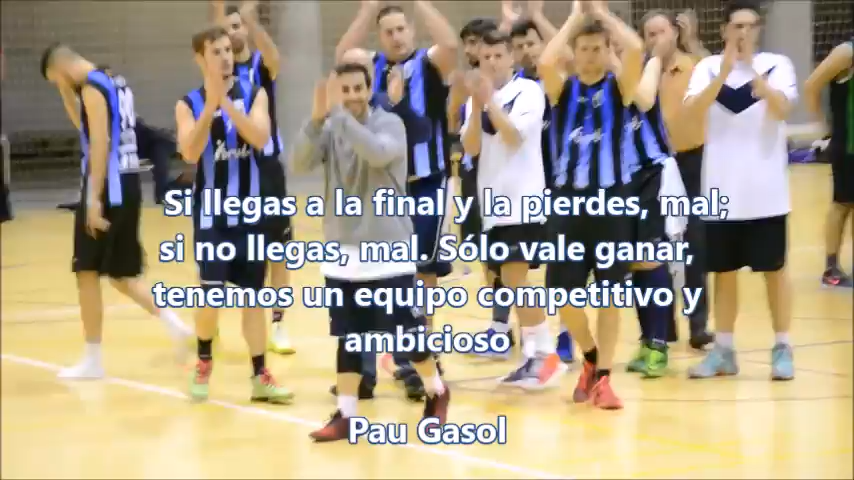 Si llegas a la final y la pierdes, mal;
si no llegas, mal. Sólo vale ganar,
tenemos un equipo competitivo y
ambicioso
Pau Gasol